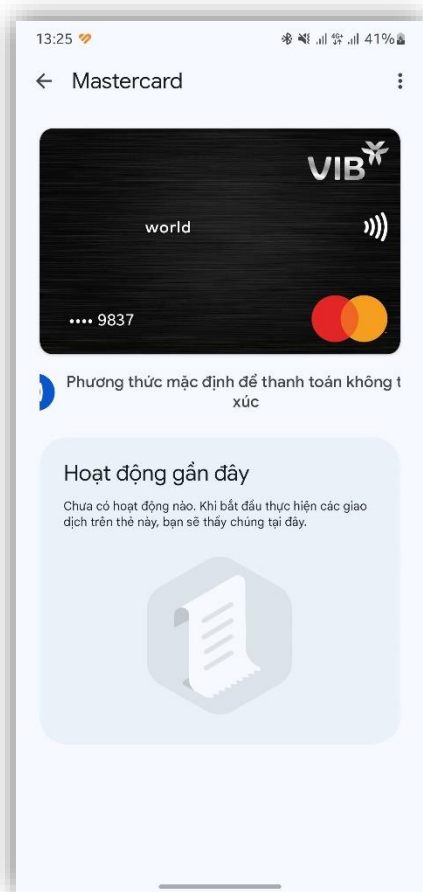 13:25
4G+ 41%
Mastercard
VIB
world
•••• 9837
Phương thức mặc định để thanh toán không t
xúc
Hoạt động gần đây
Chưa có hoạt động nào. Khi bắt đầu thực hiện các giao
dịch trên thẻ này, bạn sẽ thấy chúng tại đây.